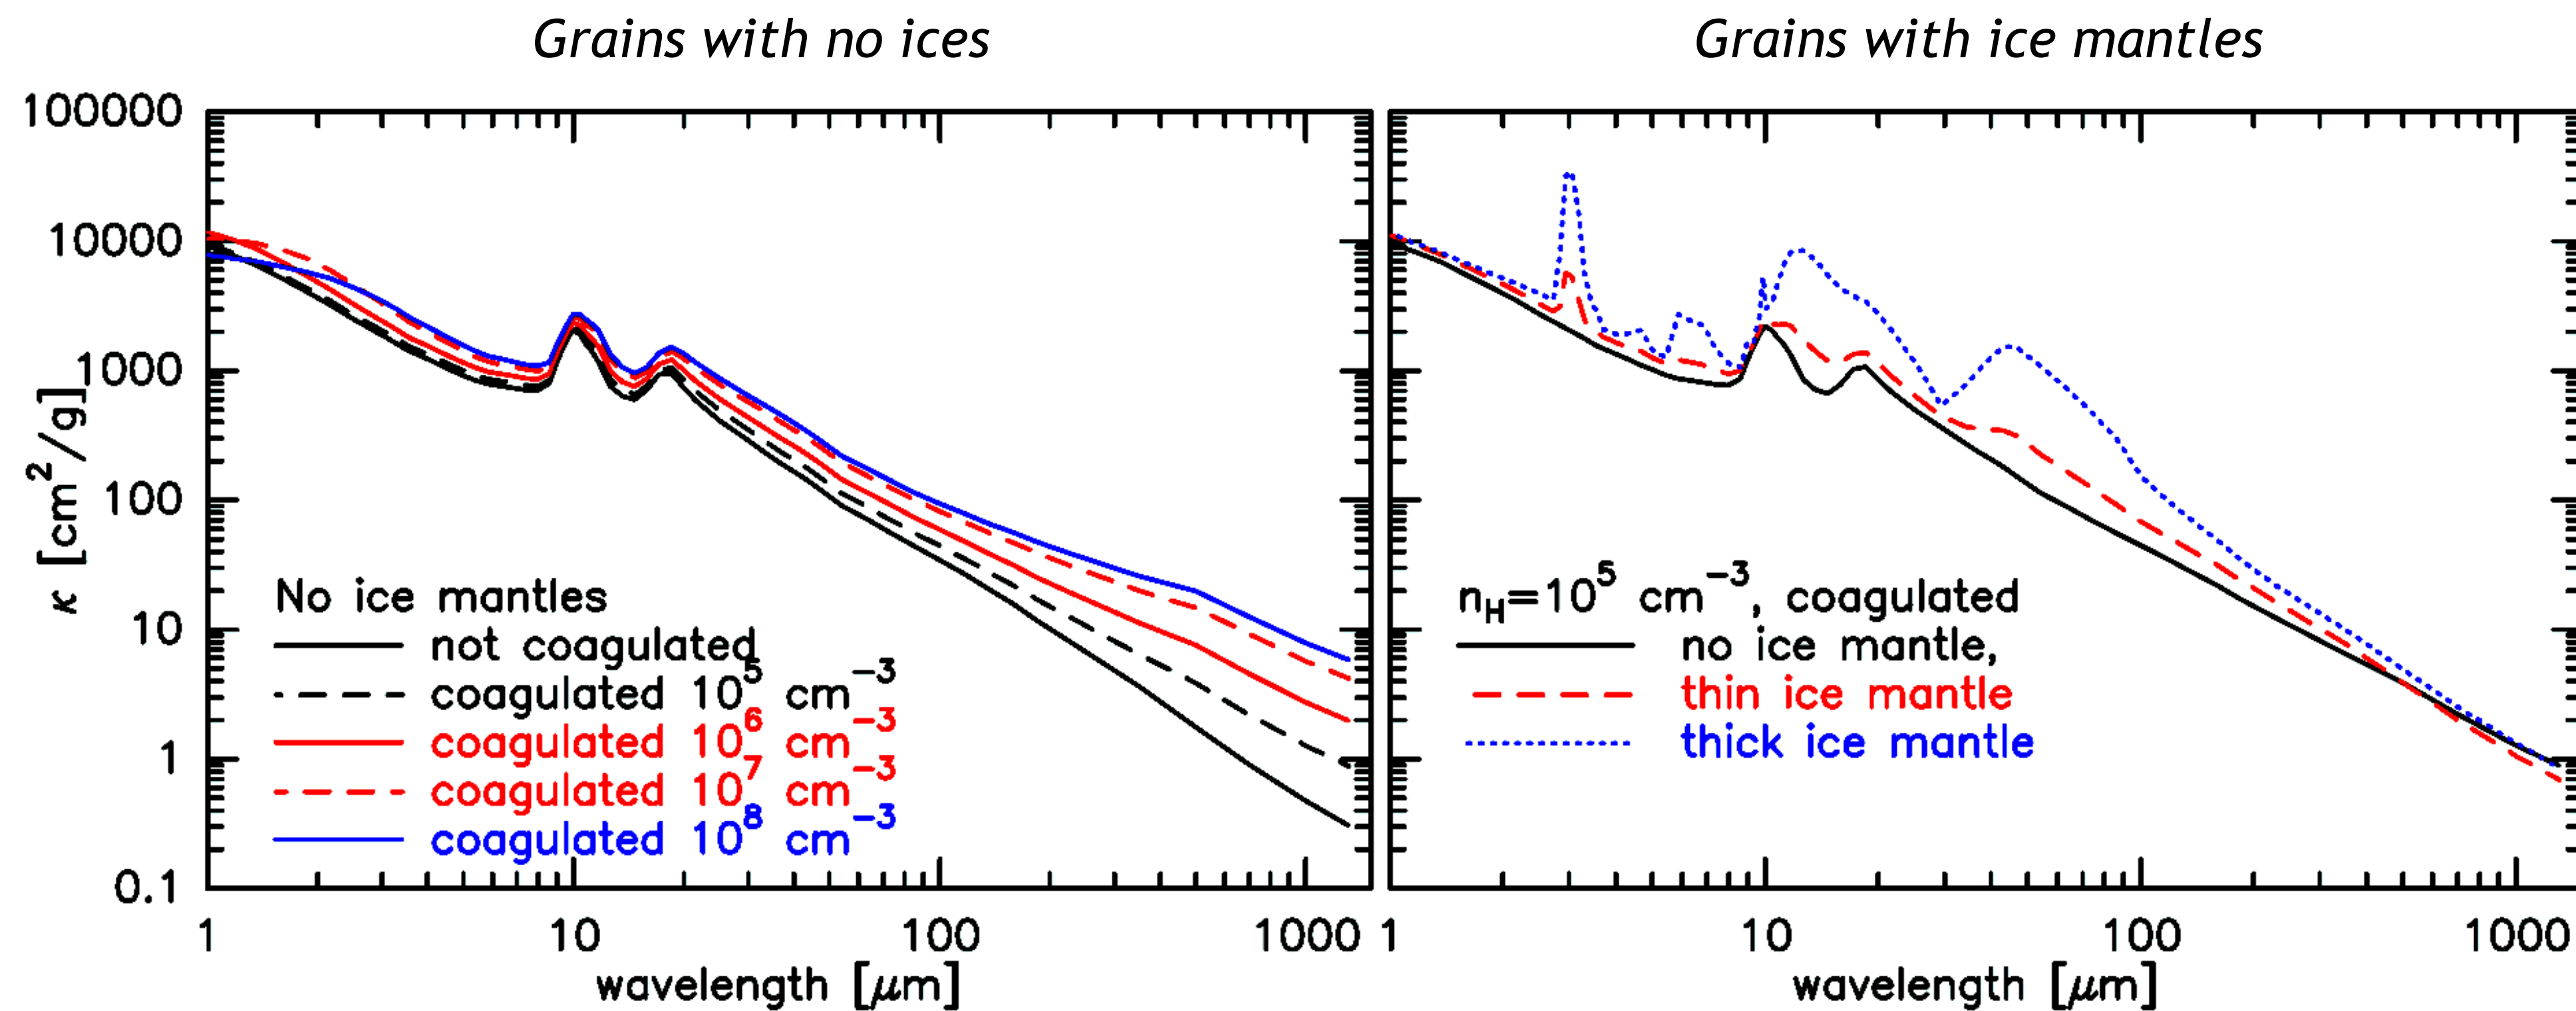 Grains with no ices
Grains with ice mantles
100000
10000
1000
100
10
1
0.1
κ [cm²/g]
No ice mantles
not coagulated
coagulated 10⁵ cm⁻³
coagulated 10⁶ cm⁻³
coagulated 10⁷ cm⁻³
coagulated 10⁸ cm⁻³
1 10 100 1000
wavelength [μm]
n_H=10⁵ cm⁻³, coagulated
no ice mantle,
thin ice mantle
thick ice mantle
1 10 100 1000
wavelength [μm]